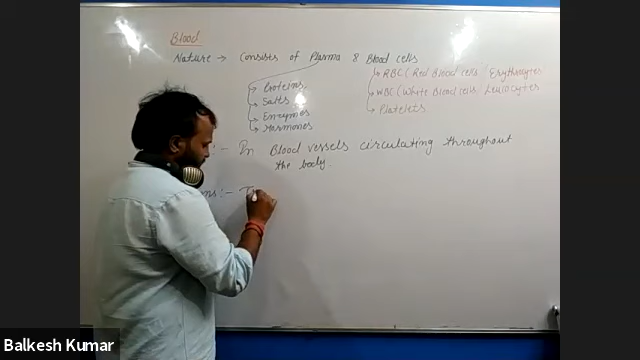 Blood
Nature → Consists of Plasma & Blood cells
Proteins
Salts
Enzymes
Hormones
RBC (Red Blood cells / Erythrocytes
WBC (White Blood cells / Leucocytes
Platelets
- In Blood vessels circulating throughout
the body.
ns :-
Balkesh Kumar